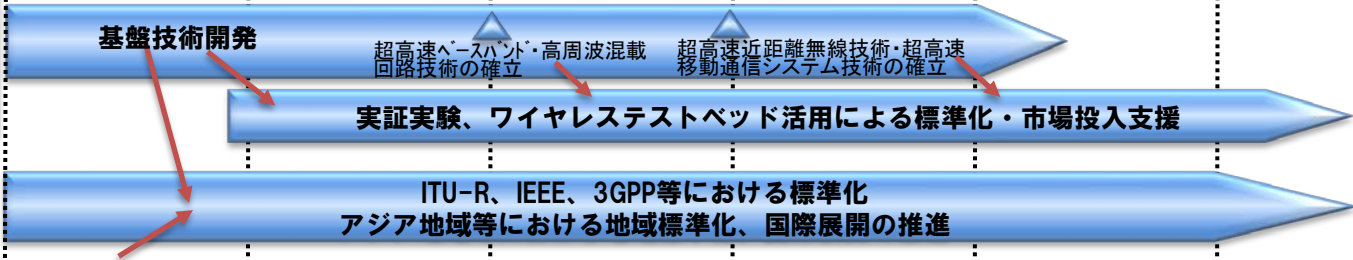 基盤技術開発
超高速ベースバンド・高周波混載
回路技術の確立
超高速近距離無線技術・超高速
移動通信システム技術の確立
実証実験、ワイヤレステストベッド活用による標準化・市場投入支援
ITU-R、IEEE、3GPP等における標準化
アジア地域等における地域標準化、国際展開の推進